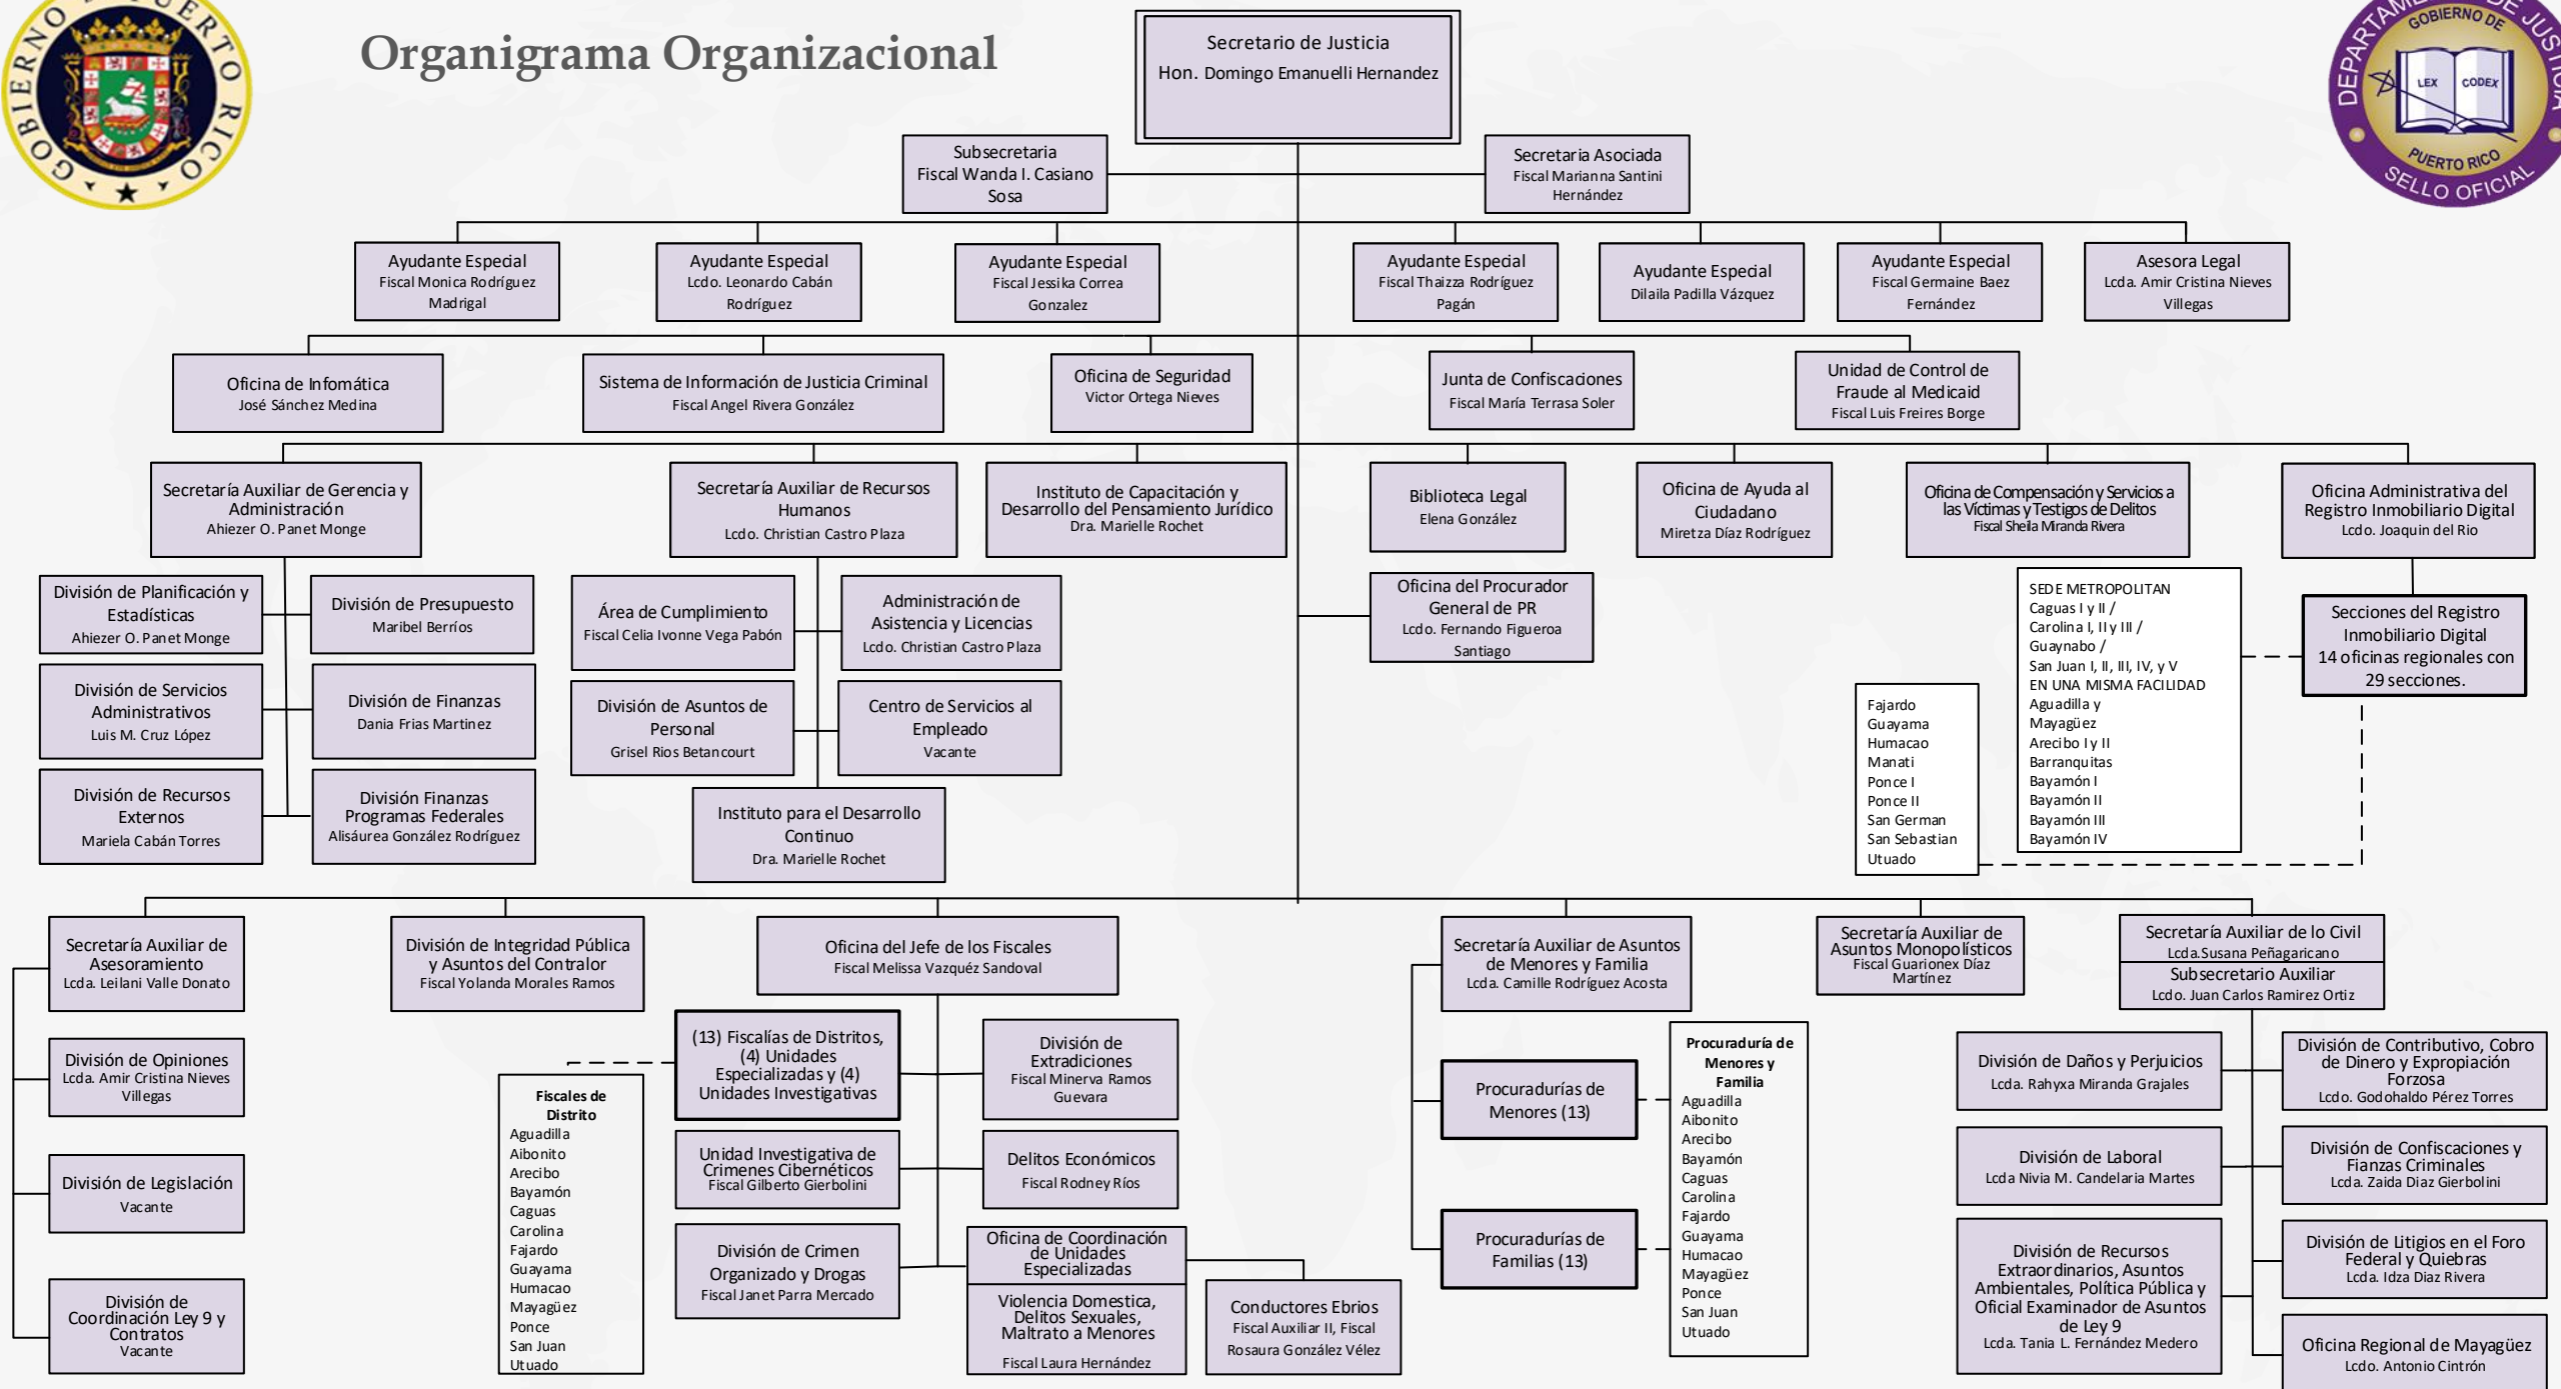 GOBIERNO
PUERTO RICO
Organigrama Organizacional
Secretario de Justicia
Hon. Domingo Emanuelli Hernandez
DEPARTAMENTO DE JUSTICIA
GOBIERNO DE
LEX CODEX
PUERTO RICO
SELLO OFICIAL
Subsecretaria
Fiscal Wanda I. Casiano
Sosa
Secretaria Asociada
Fiscal Marianna Santini
Hernández
Ayudante Especial
Fiscal Monica Rodríguez
Madrigal
Ayudante Especial
Lcdo. Leonardo Cabán
Rodríguez
Ayudante Especial
Fiscal Jessika Correa
Gonzalez
Ayudante Especial
Fiscal Thaizza Rodríguez
Pagán
Ayudante Especial
Dilaila Padilla Vázquez
Ayudante Especial
Fiscal Germaine Baez
Fernández
Asesora Legal
Lcda. Amir Cristina Nieves
Villegas
Oficina de Infomática
José Sánchez Medina
Sistema de Información de Justicia Criminal
Fiscal Angel Rivera González
Oficina de Seguridad
Victor Ortega Nieves
Junta de Confiscaciones
Fiscal María Terrasa Soler
Unidad de Control de
Fraude al Medicaid
Fiscal Luis Freires Borge
Secretaría Auxiliar de Gerencia y
Administración
Ahiezer O. Panet Monge
Secretaría Auxiliar de Recursos
Humanos
Lcdo. Christian Castro Plaza
Instituto de Capacitación y
Desarrollo del Pensamiento Jurídico
Dra. Marielle Rochet
Biblioteca Legal
Elena González
Oficina de Ayuda al
Ciudadano
Miretza Díaz Rodríguez
Oficina de Compensación y Servicios a
las Víctimas y Testigos de Delitos
Fiscal Sheila Miranda Rivera
Oficina Administrativa del
Registro Inmobiliario Digital
Lcdo. Joaquin del Rio
División de Planificación y
Estadísticas
Ahiezer O. Panet Monge
División de Presupuesto
Maribel Berríos
Área de Cumplimiento
Fiscal Celia Ivonne Vega Pabón
Administración de
Asistencia y Licencias
Lcdo. Christian Castro Plaza
Oficina del Procurador
General de PR
Lcdo. Fernando Figueroa
Santiago
SEDE METROPOLITAN
Caguas I y II /
Carolina I, II y III /
Guaynabo /
San Juan I, II, III, IV, y V
EN UNA MISMA FACILIDAD
Aguadilla y
Mayagüez
Arecibo I y II
Barranquitas
Bayamón I
Bayamón II
Bayamón III
Bayamón IV
Secciones del Registro
Inmobiliario Digital
14 oficinas regionales con
29 secciones.
División de Servicios
Administrativos
Luis M. Cruz López
División de Finanzas
Dania Frias Martinez
División de Asuntos de
Personal
Grisel Rios Betancourt
Centro de Servicios al
Empleado
Vacante
Fajardo
Guayama
Humacao
Manati
Ponce I
Ponce II
San German
San Sebastian
Utuado
División de Recursos
Externos
Mariela Cabán Torres
División Finanzas
Programas Federales
Alisáurea González Rodríguez
Instituto para el Desarrollo
Continuo
Dra. Marielle Rochet
Secretaría Auxiliar de
Asesoramiento
Lcda. Leilani Valle Donato
División de Integridad Pública
y Asuntos del Contralor
Fiscal Yolanda Morales Ramos
Oficina del Jefe de los Fiscales
Fiscal Melissa Vazquéz Sandoval
Secretaría Auxiliar de Asuntos
de Menores y Familia
Lcda. Camille Rodríguez Acosta
Secretaría Auxiliar de
Asuntos Monopolísticos
Fiscal Guarionex Díaz
Martínez
Secretaría Auxiliar de lo Civil
Lcda.Susana Peñagaricano
Subsecretario Auxiliar
Lcdo. Juan Carlos Ramirez Ortiz
División de Opiniones
Lcda. Amir Cristina Nieves
Villegas
División de Legislación
Vacante
División de
Coordinación Ley 9 y
Contratos
Vacante
Fiscales de
Distrito
Aguadilla
Aibonito
Arecibo
Bayamón
Caguas
Carolina
Fajardo
Guayama
Humacao
Mayagüez
Ponce
San Juan
Utuado
(13) Fiscalías de Distritos,
(4) Unidades
Especializadas y (4)
Unidades Investigativas
División de
Extradiciones
Fiscal Minerva Ramos
Guevara
Unidad Investigativa de
Crimenes Cibernéticos
Fiscal Gilberto Gierbolini
Delitos Económicos
Fiscal Rodney Ríos
División de Crimen
Organizado y Drogas
Fiscal Janet Parra Mercado
Oficina de Coordinación
de Unidades
Especializadas
Violencia Domestica,
Delitos Sexuales,
Maltrato a Menores
Fiscal Laura Hernández
Conductores Ebrios
Fiscal Auxiliar II, Fiscal
Rosaura González Vélez
Procuradurías de
Menores (13)
Procuradurías de
Familias (13)
Procuraduría de
Menores y
Familia
Aguadilla
Aibonito
Arecibo
Bayamón
Caguas
Carolina
Fajardo
Guayama
Humacao
Mayagüez
Ponce
San Juan
Utuado
División de Daños y Perjuicios
Lcda. Rahyxa Miranda Grajales
División de Contributivo, Cobro
de Dinero y Expropiación
Forzosa
Lcdo. Godohaldo Pérez Torres
División de Laboral
Lcda Nivia M. Candelaria Martes
División de Confiscaciones y
Fianzas Criminales
Lcda. Zaida Diaz Gierbolini
División de Recursos
Extraordinarios, Asuntos
Ambientales, Política Pública y
Oficial Examinador de Asuntos
de Ley 9
Lcda. Tania L. Fernández Medero
División de Litigios en el Foro
Federal y Quiebras
Lcda. Idza Diaz Rivera
Oficina Regional de Mayagüez
Lcdo. Antonio Cintrón